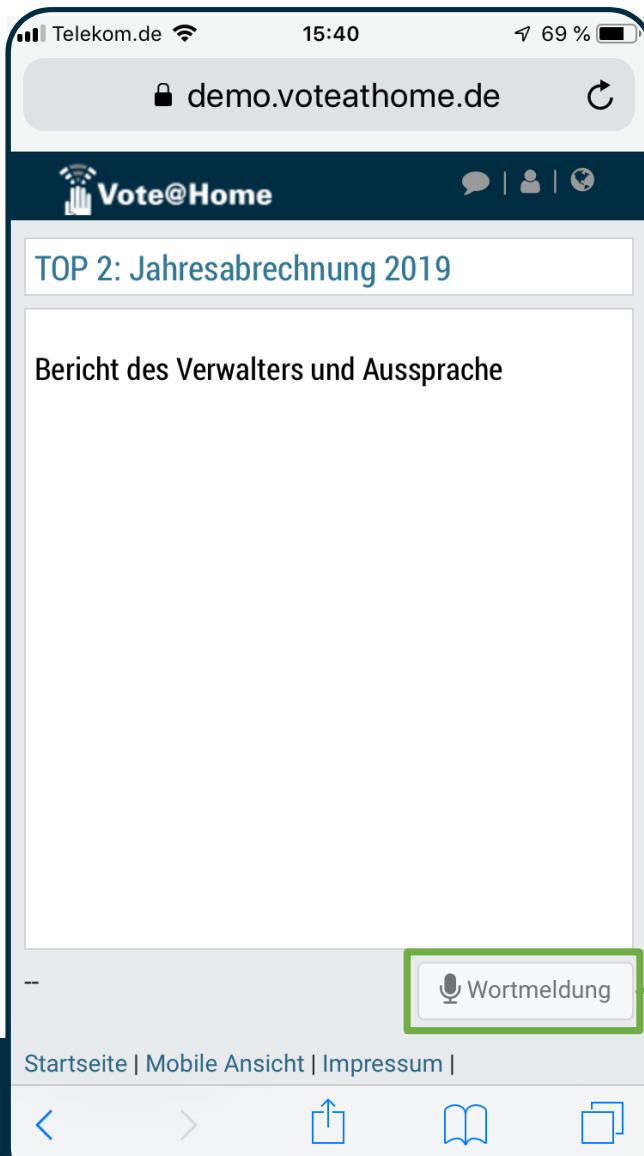 Telekom.de 15:40 69 %
demo.voteathome.de
Vote@Home | |
TOP 2: Jahresabrechnung 2019
Bericht des Verwalters und Aussprache
-- Wortmeldung
Startseite | Mobile Ansicht | Impressum |